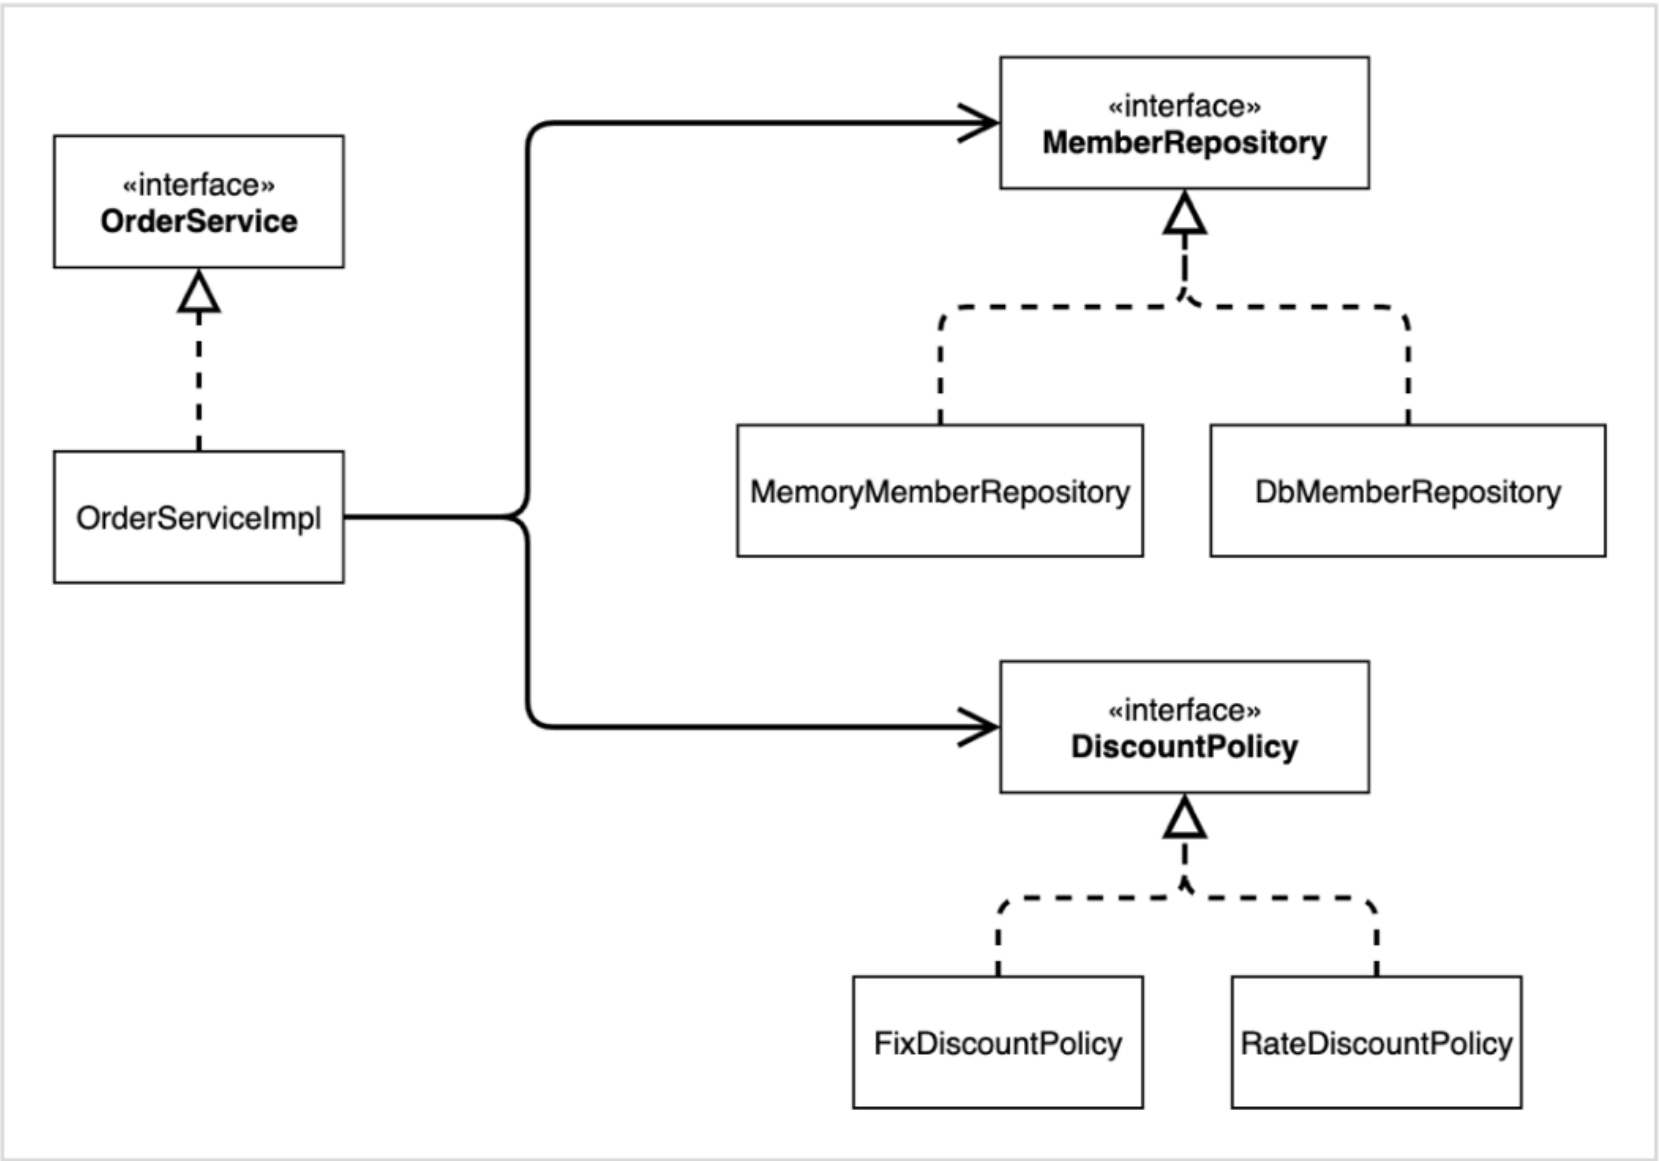 «interface»
OrderService
OrderServiceImpl
«interface»
MemberRepository
MemoryMemberRepository
DbMemberRepository
«interface»
DiscountPolicy
FixDiscountPolicy
RateDiscountPolicy